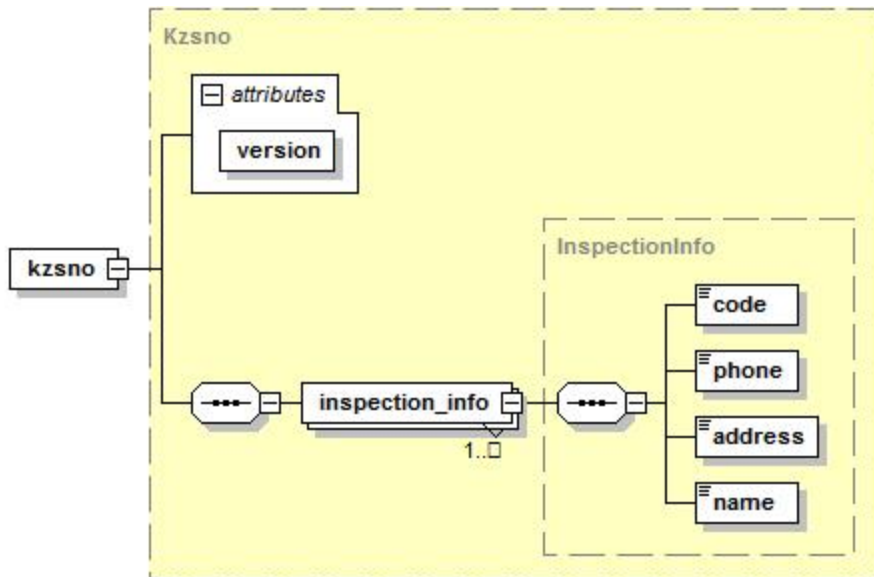 Kzsno
attributes
version
kzsno
InspectionInfo
code
phone
inspection_info
address
1..□
name